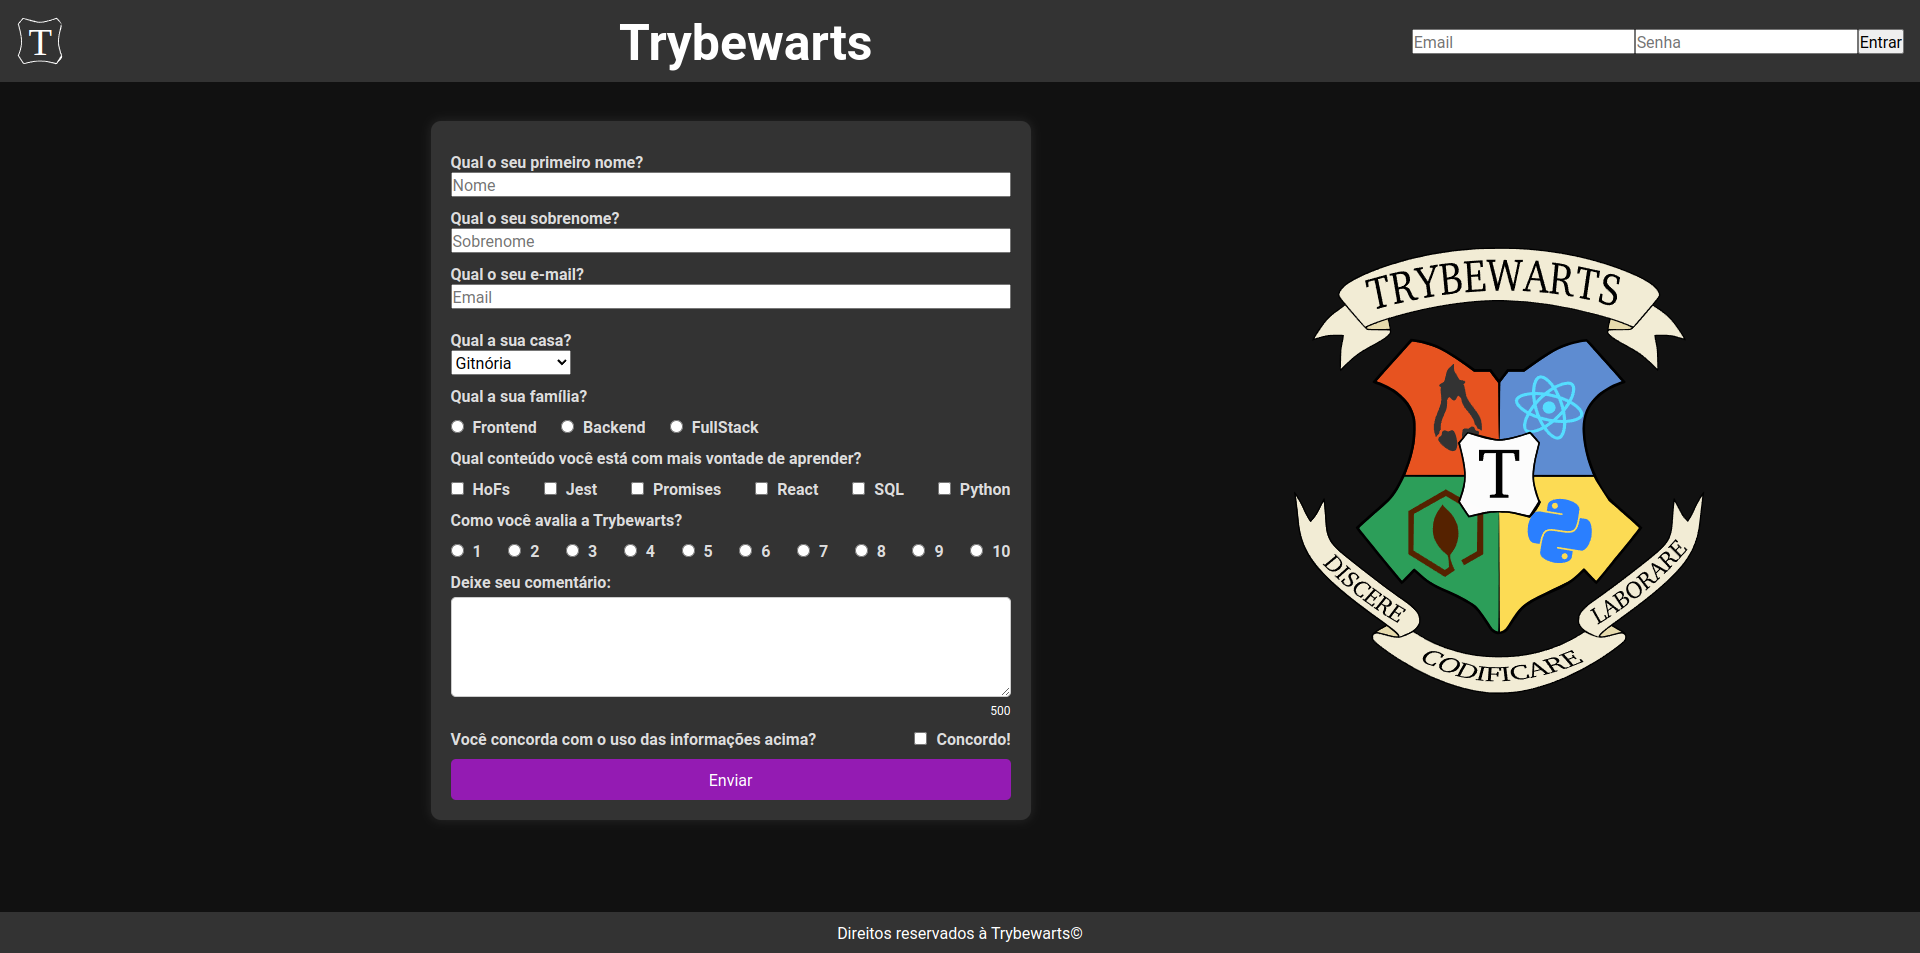 T
Trybewarts
Email
Senha
Entrar
Qual o seu primeiro nome?
Nome
Qual o seu sobrenome?
Sobrenome
Qual o seu e-mail?
Email
Qual a sua casa?
Gitnória
Qual a sua família?
Frontend Backend FullStack
Qual conteúdo você está com mais vontade de aprender?
HoFs Jest Promises React SQL Python
Como você avalia a Trybewarts?
1 2 3 4 5 6 7 8 9 10
Deixe seu comentário:
500
Você concorda com o uso das informações acima? Concordo!
Enviar
TRYBEWARTS
T
DISCERE
CODIFICARE
LABORARE
Direitos reservados à Trybewarts©